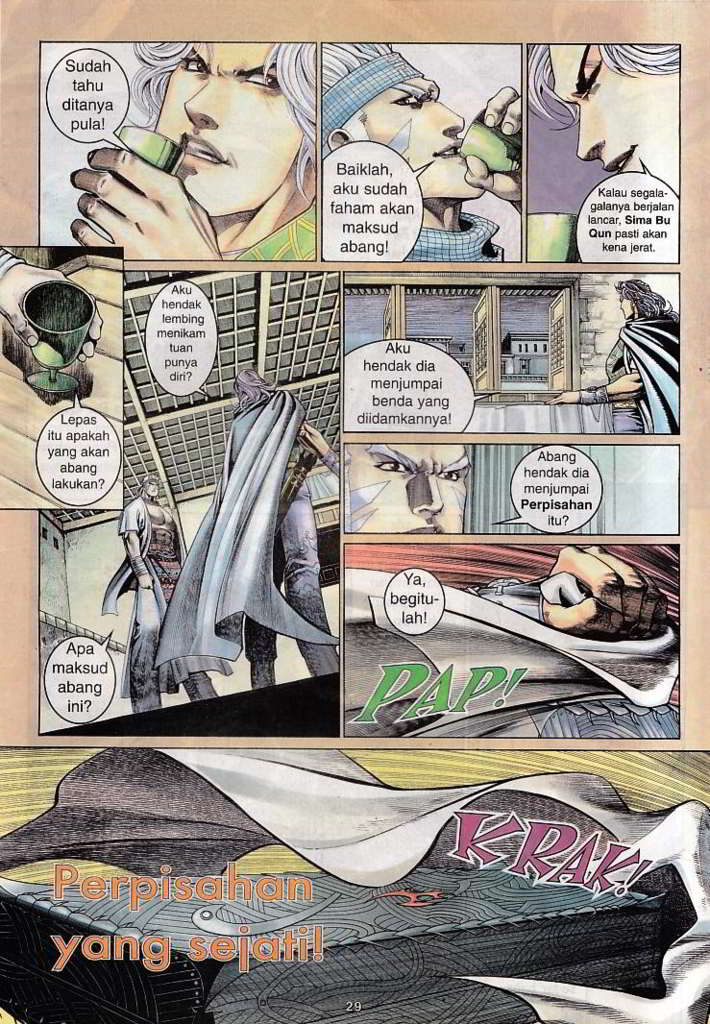 Sudah
tahu
ditanya
pula!
Baiklah,
aku sudah
faham akan
maksud
abang!
Kalau segala-
galanya berjalan
lancar, Sima Bu
Qun pasti akan
kena jerat.
Lepas
itu apakah
yang akan
abang
lakukan?
Aku
hendak
lembing
menikam
tuan
punya
diri?
Apa
maksud
abang
ini?
Aku
hendak dia
menjumpai
benda yang
diidamkannya!
Abang
hendak dia
menjumpai
Perpisahan
itu?
Ya,
begitu-
lah!
PAP!
KRAK!
Perpisahan
yang sejati!
29